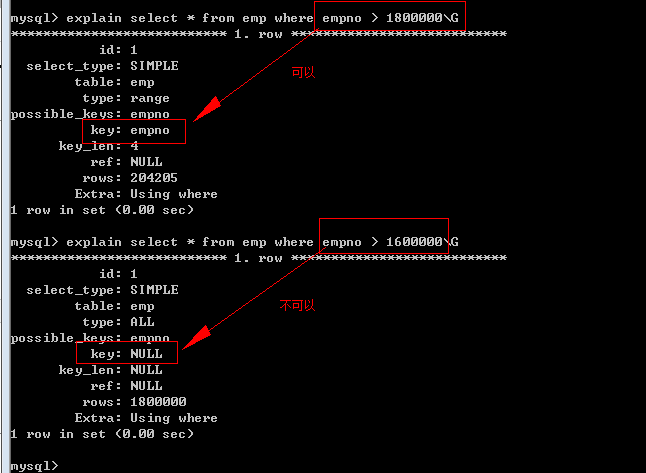 mysql> explain select * from emp where empno > 1800000\G
*************************** 1. row ***************************
id: 1
select_type: SIMPLE
table: emp
type: range
possible_keys: empno
可以
key: empno
key_len: 4
ref: NULL
rows: 204205
Extra: Using where
1 row in set (0.00 sec)
mysql> explain select * from emp where empno > 1600000\G
*************************** 1. row ***************************
id: 1
select_type: SIMPLE
table: emp
不可以
type: ALL
possible_keys: empno
key: NULL
key_len: NULL
ref: NULL
rows: 1800000
Extra: Using where
1 row in set (0.00 sec)
mysql>